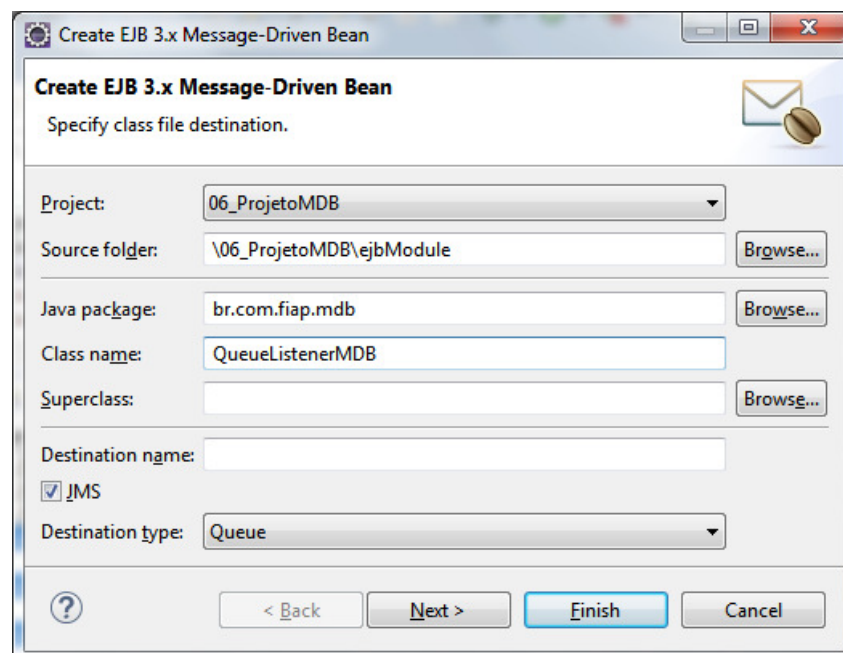 Create EJB 3.x Message-Driven Bean
Create EJB 3.x Message-Driven Bean
Specify class file destination.
Project: 06_ProjetoMDB
Source folder: \06_ProjetoMDB\ejbModule Browse...
Java package: br.com.fiap.mdb Browse...
Class name: QueueListenerMDB
Superclass: Browse...
Destination name:
JMS
Destination type: Queue
? < Back Next > Finish Cancel